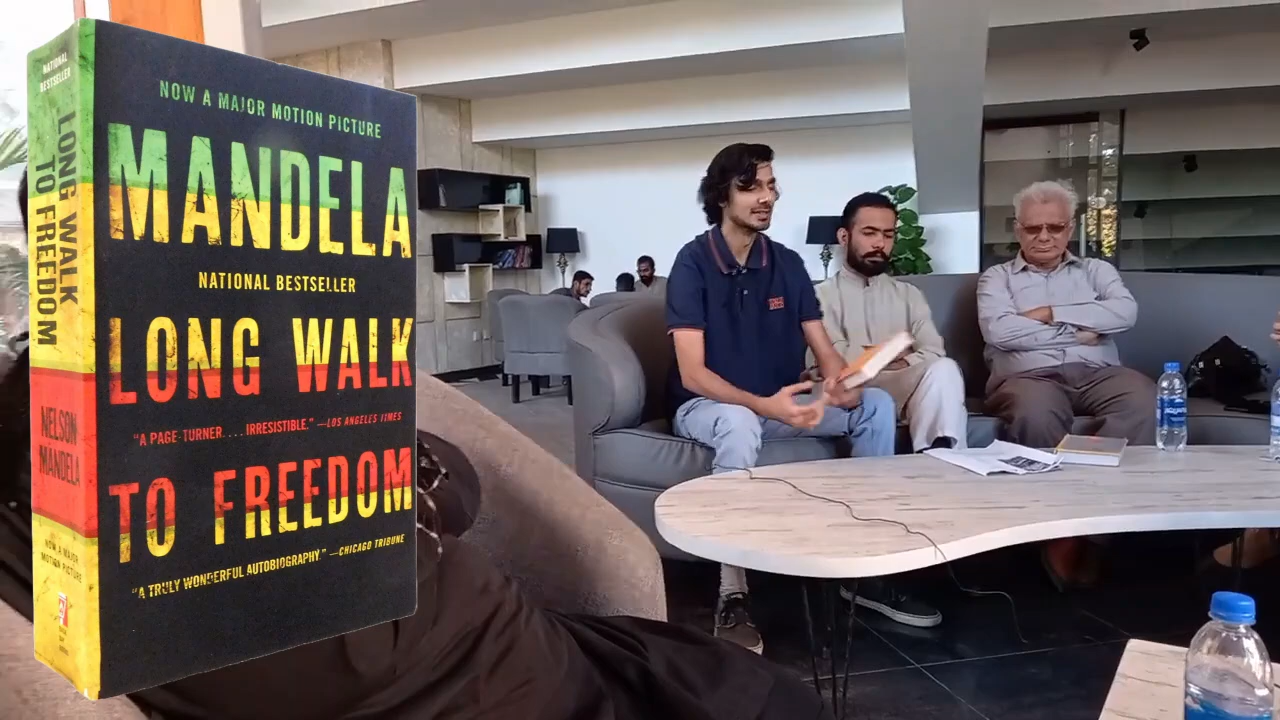 NATIONAL
BESTSELLER
LONG WALK
TO FREEDOM
NELSON
MANDELA
NOW A MAJOR
MOTION PICTURE
NOW A MAJOR MOTION PICTURE
MANDELA
NATIONAL BESTSELLER
LONG WALK
"A PAGE-TURNER. . . . IRRESISTIBLE." —LOS ANGELES TIMES
TO FREEDOM
"A TRULY WONDERFUL AUTOBIOGRAPHY." —CHICAGO TRIBUNE